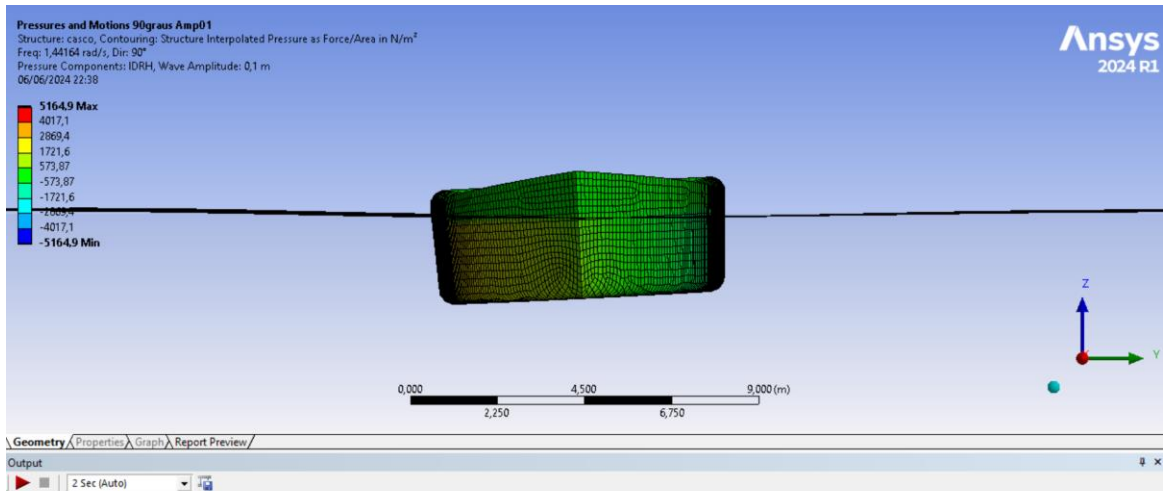 Pressures and Motions 90graus Amp01
Structure: casco, Contouring: Structure Interpolated Pressure as Force/Area in N/m²
Freq: 1,44164 rad/s, Dir: 90°
Pressure Components: IDRH, Wave Amplitude: 0,1 m
06/06/2024 22:38
Ansys
2024 R1
5164,9 Max
4017,1
2869,4
1721,6
573,87
-573,87
-1721,6
-2869,4
-4017,1
-5164,9 Min
Z
Y
0,000 4,500 9,000 (m)
2,250 6,750
Geometry Properties Graph Report Preview
Output
2 Sec (Auto)